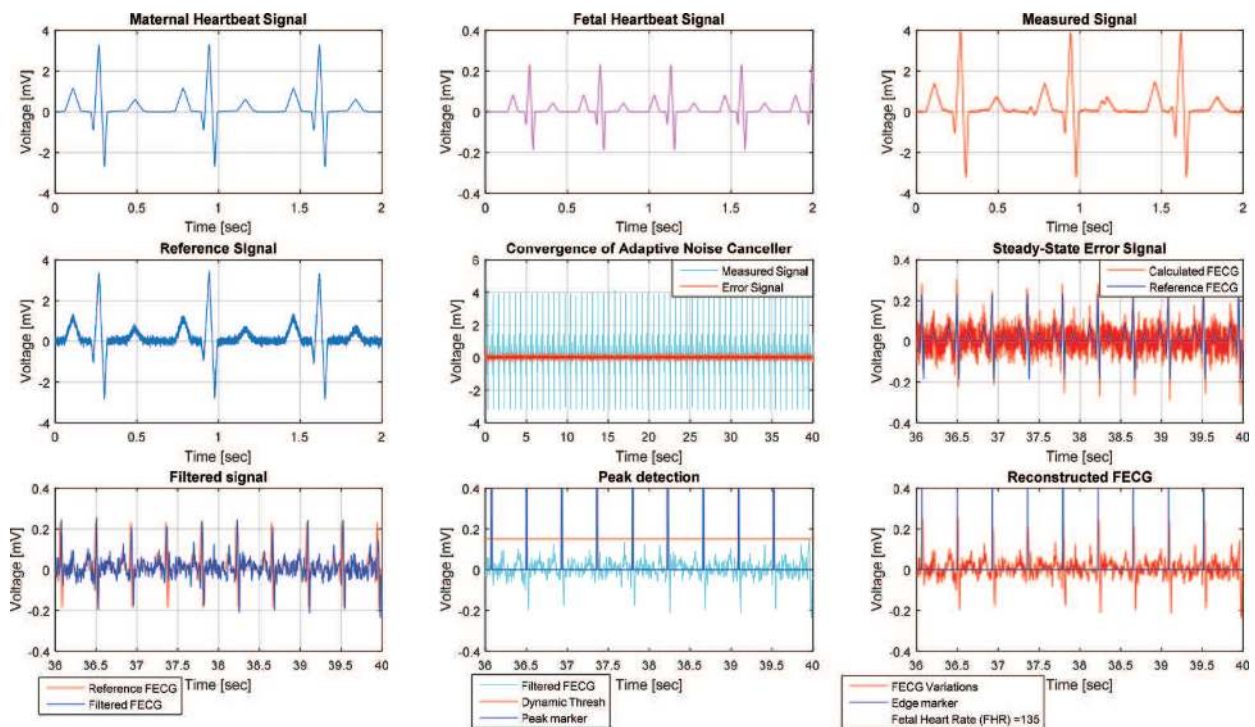 Maternal Heartbeat Signal
Voltage [mV]
4
2
0
-2
-4
0 0.5 1 1.5 2
Time [sec]
Fetal Heartbeat Signal
Voltage [mV]
0.4
0.2
0
-0.2
-0.4
0 0.5 1 1.5 2
Time [sec]
Measured Signal
Voltage [mV]
4
2
0
-2
-4
0 0.5 1 1.5 2
Time [sec]
Reference Signal
Voltage [mV]
4
2
0
-2
-4
0 0.5 1 1.5 2
Time [sec]
Convergence of Adaptive Noise Canceller
Measured Signal
Error Signal
Voltage [mV]
6
4
2
0
-2
-4
0 5 10 15 20 25 30 35 40
Time [sec]
Steady-State Error Signal
Calculated FECG
Reference FECG
Voltage [mV]
0.4
0.2
0
-0.2
-0.4
36 36.5 37 37.5 38 38.5 39 39.5 40
Time [sec]
Filtered signal
Voltage [mV]
0.4
0.2
0
-0.2
-0.4
36 36.5 37 37.5 38 38.5 39 39.5 40
Time [sec]
Reference FECG
Filtered FECG
Peak detection
Voltage [mV]
0.4
0.2
0
-0.2
-0.4
36 36.5 37 37.5 38 38.5 39 39.5 40
Time [sec]
Filtered FECG
Dynamic Thresh
Peak marker
Reconstructed FECG
Voltage [mV]
0.4
0.2
0
-0.2
-0.4
36 36.5 37 37.5 38 38.5 39 39.5 40
Time [sec]
FECG Variations
Edge marker
Fetal Heart Rate (FHR) =135